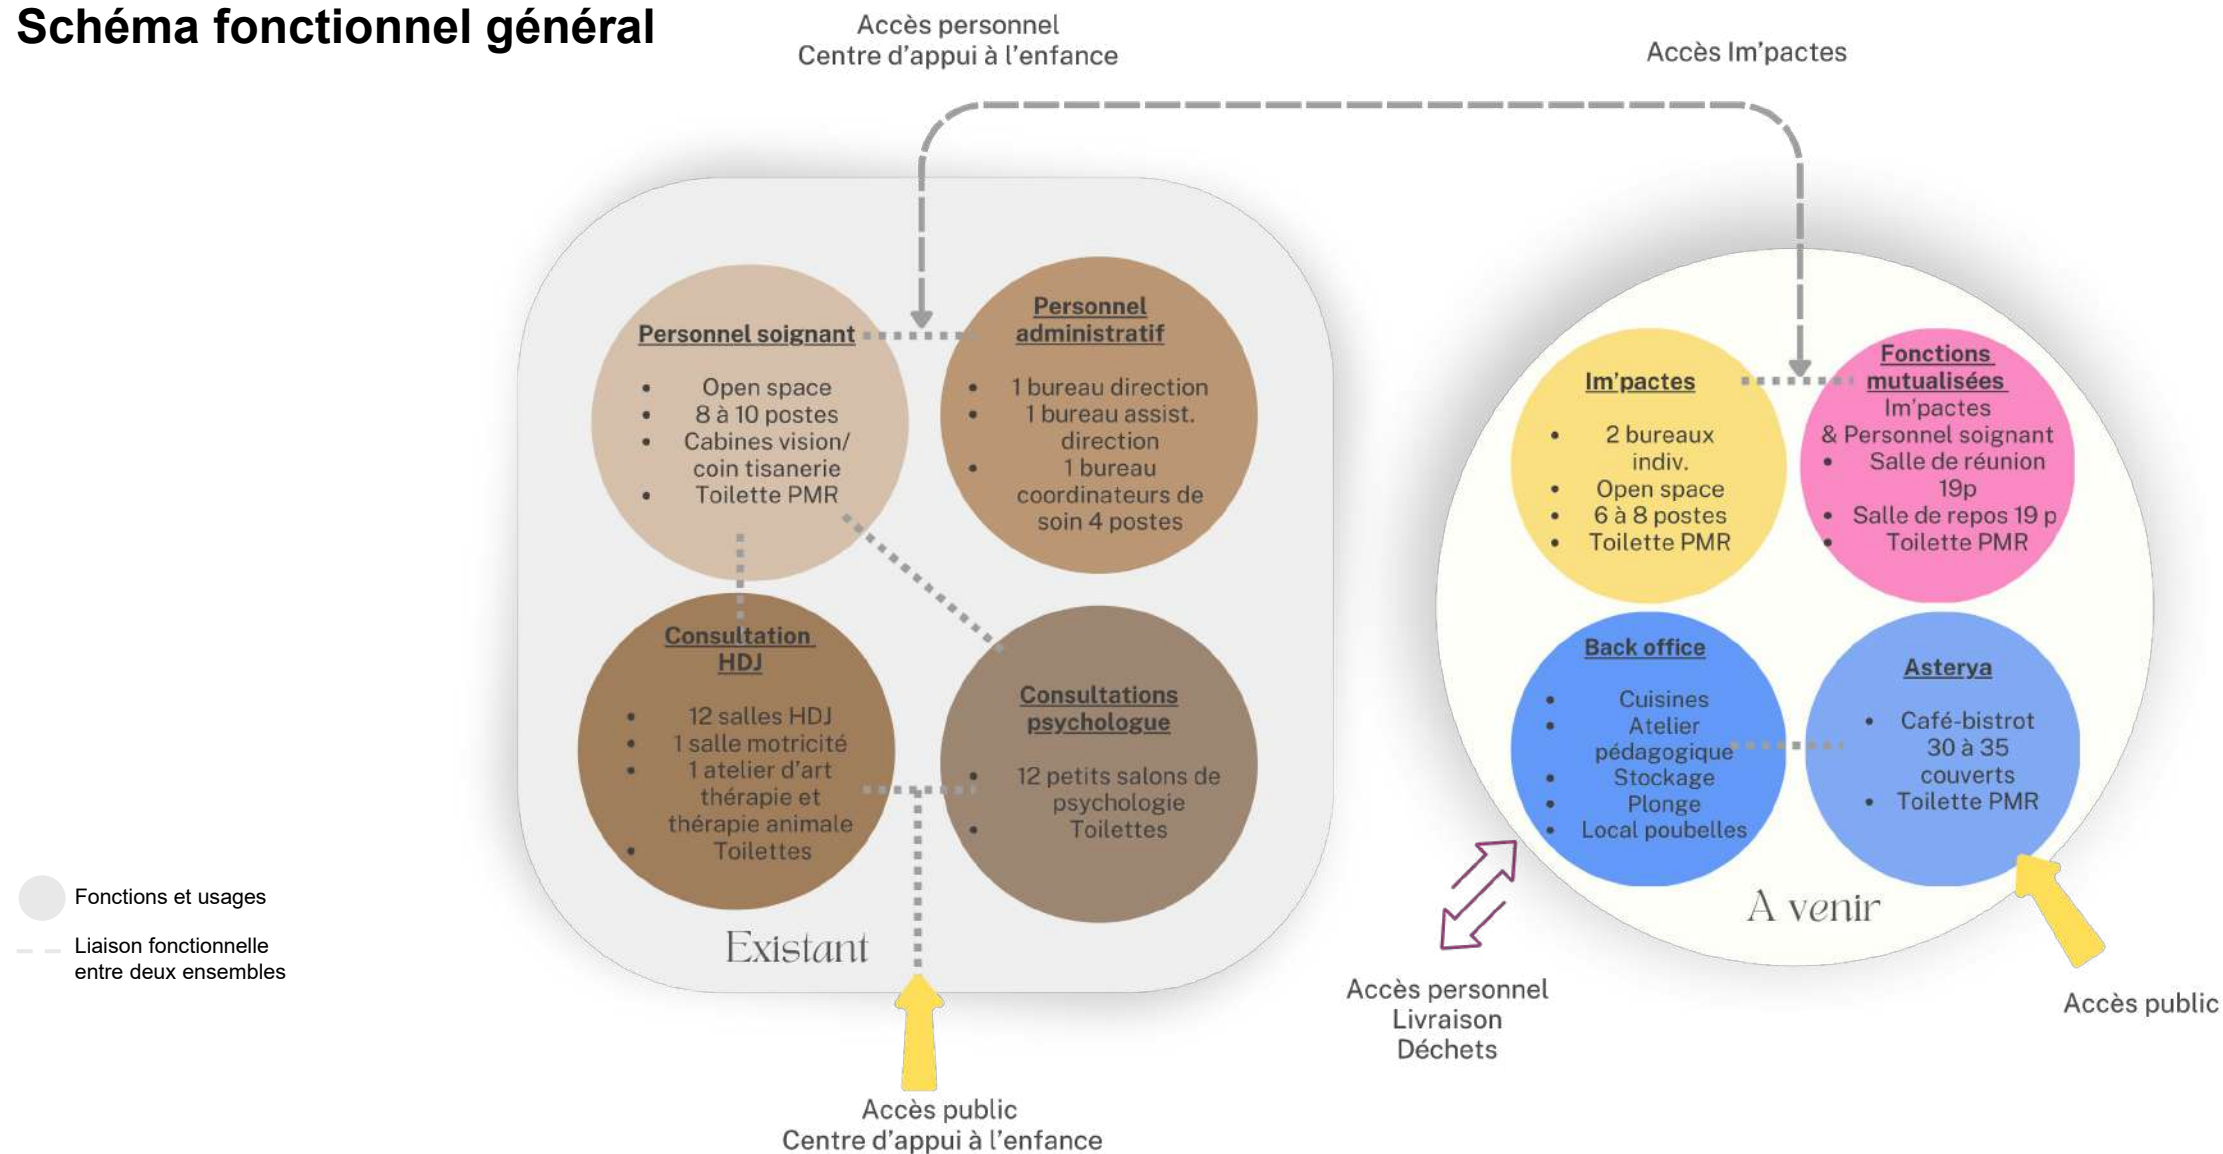 Schéma fonctionnel général
Accès personnel
Centre d'appui à l'enfance
Accès Im'pactes
Personnel soignant
• Open space
• 8 à 10 postes
• Cabines vision/
coin tisanerie
• Toilette PMR
Personnel
administratif
• 1 bureau direction
• 1 bureau assist.
direction
• 1 bureau
coordinateurs de
soin 4 postes
Im'pactes
• 2 bureaux
indiv.
• Open space
• 6 à 8 postes
• Toilette PMR
Fonctions
mutualisées
Im'pactes
& Personnel soignant
• Salle de réunion
19p
• Salle de repos 19 p
• Toilette PMR
Consultation
HDJ
• 12 salles HDJ
• 1 salle motricité
• 1 atelier d'art
thérapie et
thérapie animale
• Toilettes
Consultations
psychologue
• 12 petits salons de
psychologie
• Toilettes
Back office
• Cuisines
• Atelier
pédagogique
• Stockage
• Plonge
• Local poubelles
Asterya
• Café-bistrot
30 à 35
couverts
• Toilette PMR
Existant
A venir
Fonctions et usages
Liaison fonctionnelle
entre deux ensembles
Accès personnel
Livraison
Déchets
Accès public
Accès public
Centre d'appui à l'enfance